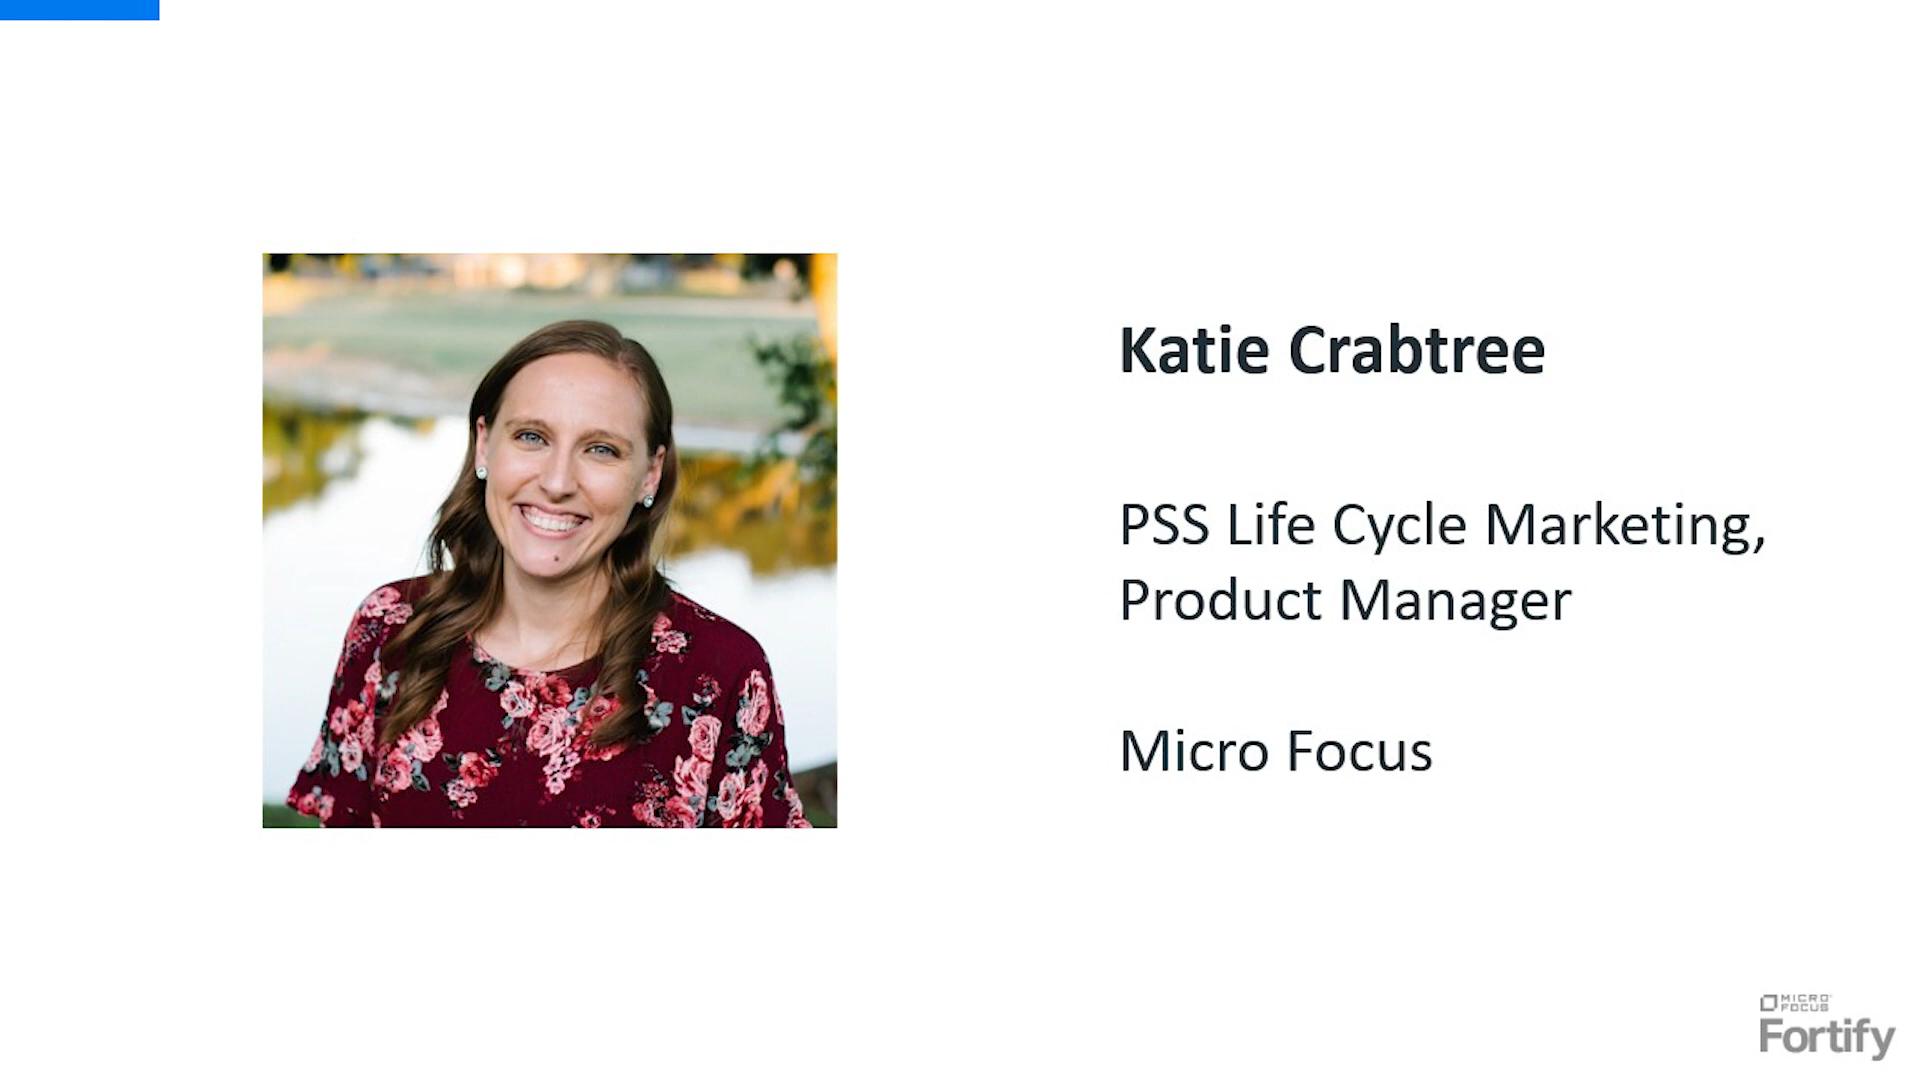 Katie Crabtree
PSS Life Cycle Marketing,
Product Manager
Micro Focus
MICRO
FOCUS
Fortify